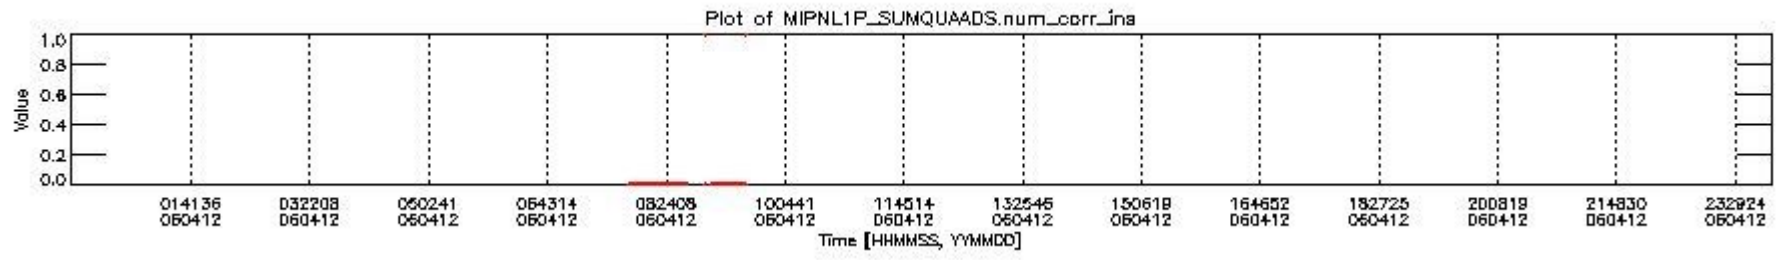 Plot of MIPNL1P_SUMQUAADS.num_corr_ins
1.0
0.8
0.6
0.4
0.2
0.0
Value
014136 032208 050241 064314 082408 100441 114514 132546 150619 164652 182725 200819 214830 232924
060412 060412 060412 060412 060412 060412 060412 060412 060412 060412 060412 060412 060412 060412
Time [HHMMSS, YYMMDD]